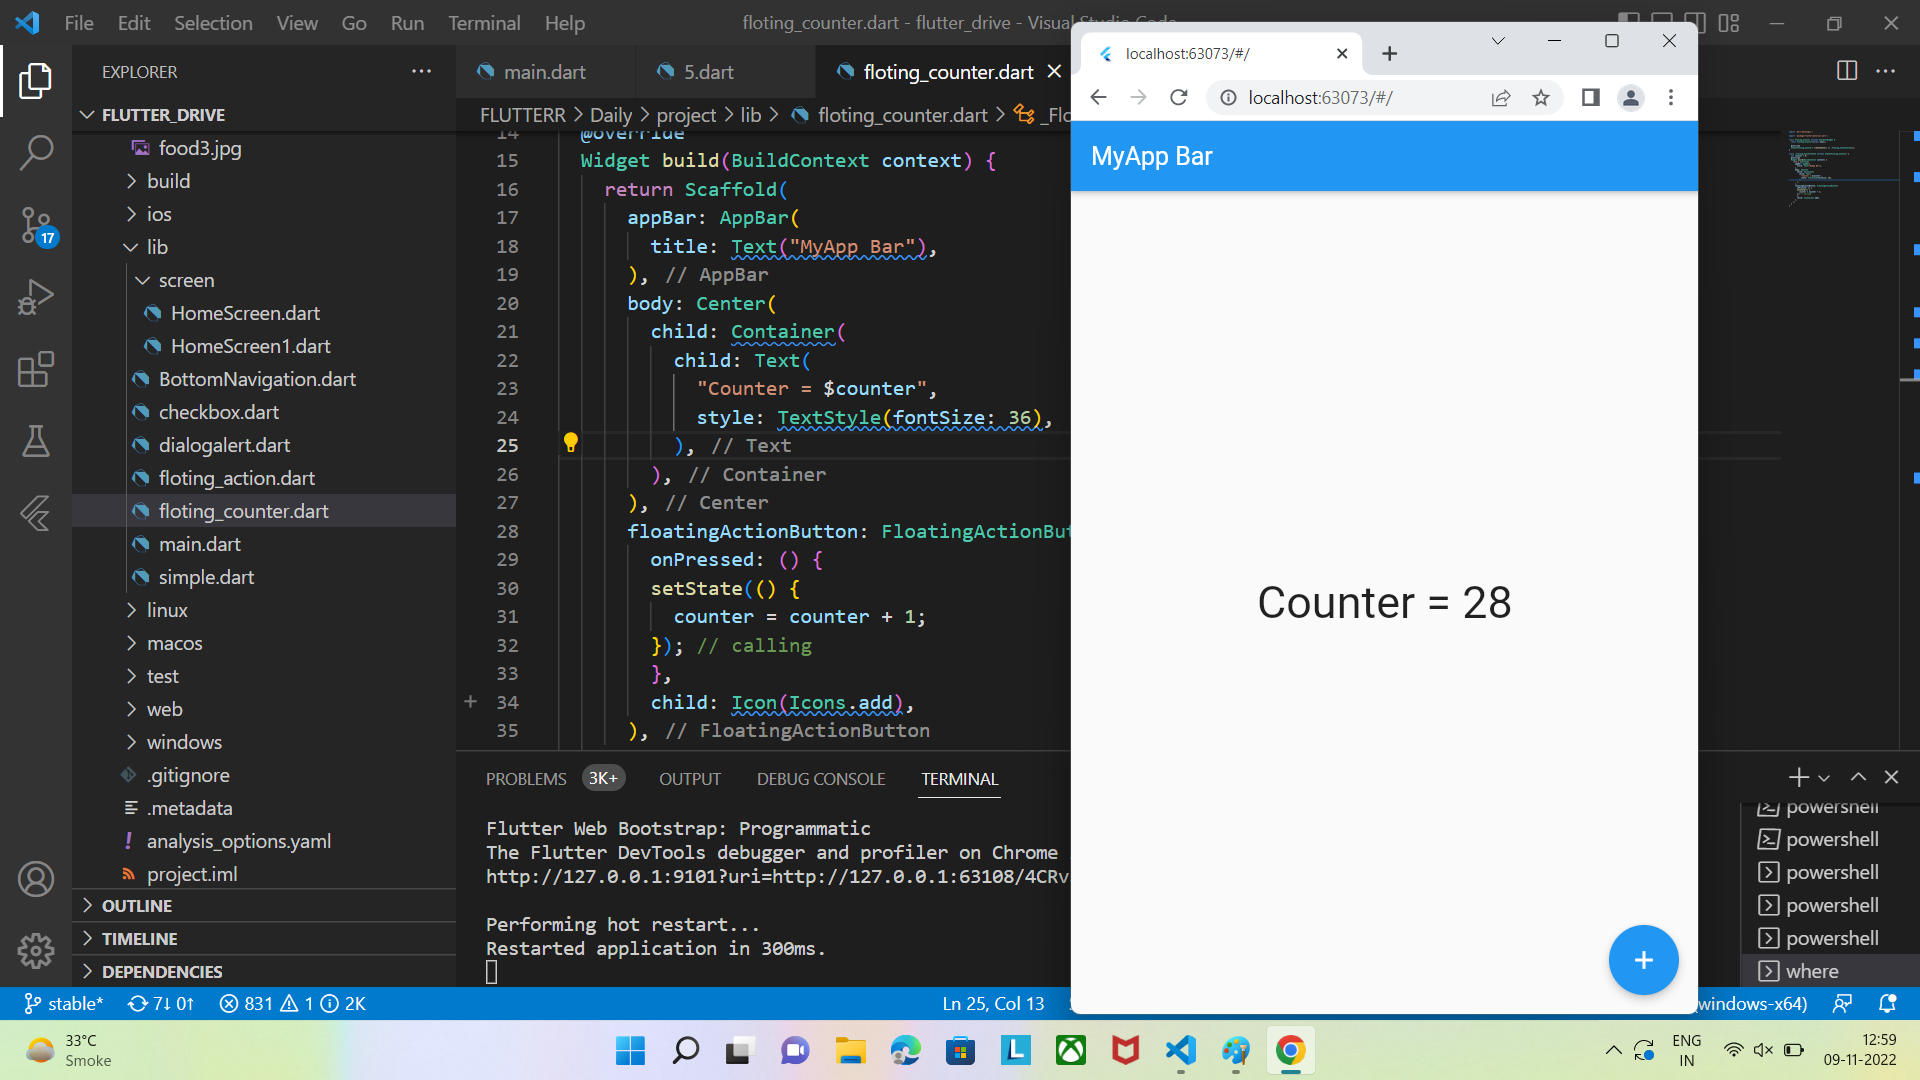 File Edit Selection View Go Run Terminal Help
floting_counter.dart - flutter_drive - Visual Studio Code
EXPLORER
FLUTTER_DRIVE
food3.jpg
build
ios
lib
screen
HomeScreen.dart
HomeScreen1.dart
BottomNavigation.dart
checkbox.dart
dialogalert.dart
floting_action.dart
floting_counter.dart
main.dart
simple.dart
linux
macos
test
web
windows
.gitignore
.metadata
analysis_options.yaml
project.iml
OUTLINE
TIMELINE
DEPENDENCIES
17
main.dart 5.dart floting_counter.dart
FLUTTERR > Daily > project > lib > floting_counter.dart > _Flo
14 @override
15 Widget build(BuildContext context) {
16 return Scaffold(
17 appBar: AppBar(
18 title: Text("MyApp Bar"),
19 ), // AppBar
20 body: Center(
21 child: Container(
22 child: Text(
23 "Counter = $counter",
24 style: TextStyle(fontSize: 36),
25 ), // Text
26 ), // Container
27 ), // Center
28 floatingActionButton: FloatingActionBut
29 onPressed: () {
30 setState(() {
31 counter = counter + 1;
32 }); // calling
33 },
34 child: Icon(Icons.add),
35 ), // FloatingActionButton
PROBLEMS 3K+ OUTPUT DEBUG CONSOLE TERMINAL
Flutter Web Bootstrap: Programmatic
The Flutter DevTools debugger and profiler on Chrome
http://127.0.0.1:9101?uri=http://127.0.0.1:63108/4CRv
Performing hot restart...
Restarted application in 300ms.
powershell
powershell
powershell
powershell
powershell
where
localhost:63073/#/
localhost:63073/#/
MyApp Bar
Counter = 28
+
stable* 7↓ 0↑ 831 1 2K
Ln 25, Col 13
windows-x64)
33°C
Smoke
ENG
IN
12:59
09-11-2022